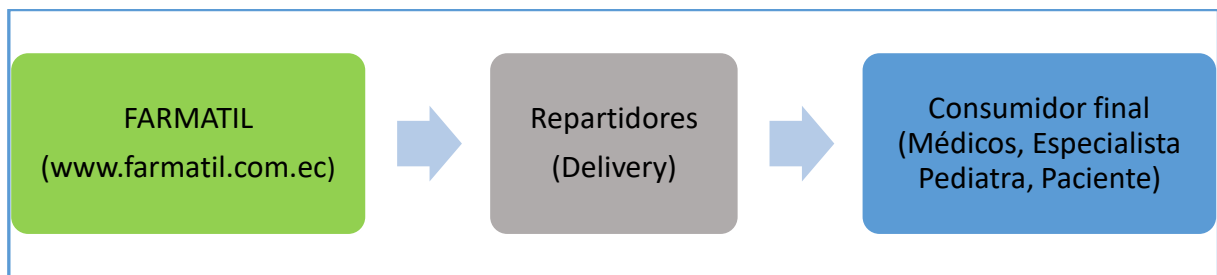 FARMATIL
(www.farmatil.com.ec)
Repartidores
(Delivery)
Consumidor final
(Médicos, Especialista
Pediatra, Paciente)